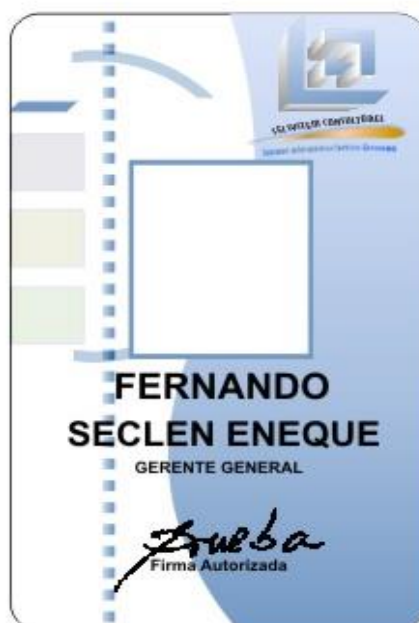 FERNANDO
SECLEN ENEQUE
GERENTE GENERAL
Prueba
Firma Autorizada